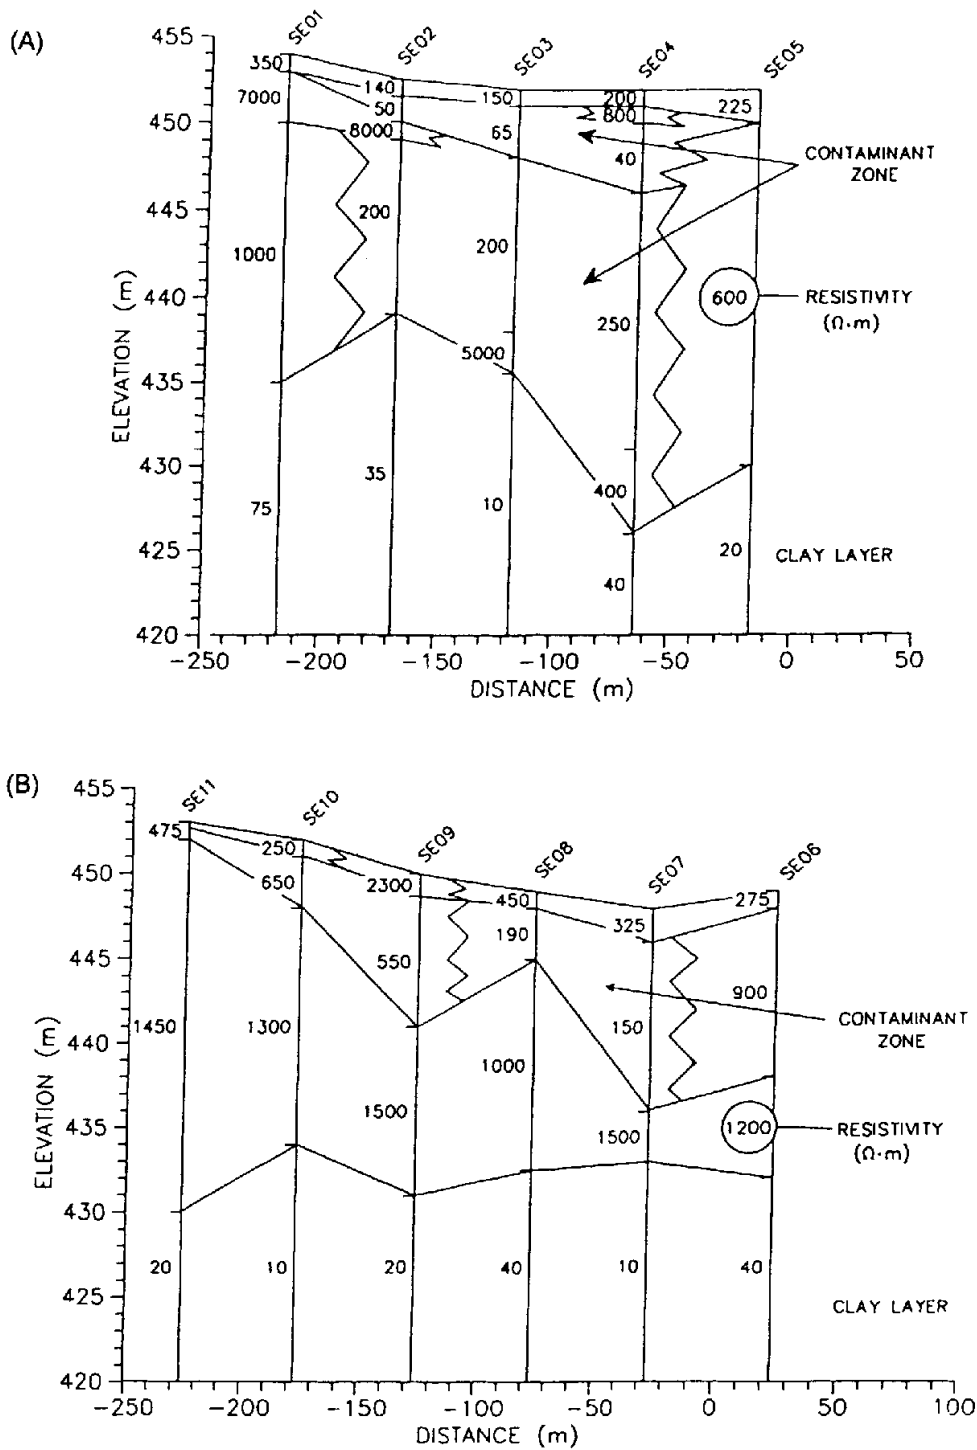 (A)
SE01
SE02
SE03
SE04
SE05
455
450
445
440
435
430
425
420
ELEVATION (m)
350
7000
140
50
8000
150
65
200
800
40
225
CONTAMINANT
ZONE
1000
200
200
250
600
RESISTIVITY
(Ω·m)
5000
400
75
35
10
40
20
CLAY LAYER
-250
-200
-150
-100
-50
0
50
DISTANCE (m)
(B)
SE11
SE10
SE09
SE08
SE07
SE06
455
450
445
440
435
430
425
420
ELEVATION (m)
475
250
650
2300
450
325
275
550
190
150
900
CONTAMINANT
ZONE
1450
1300
1500
1000
1500
1200
RESISTIVITY
(Ω·m)
20
10
20
40
10
40
CLAY LAYER
-250
-200
-150
-100
-50
0
50
100
DISTANCE (m)